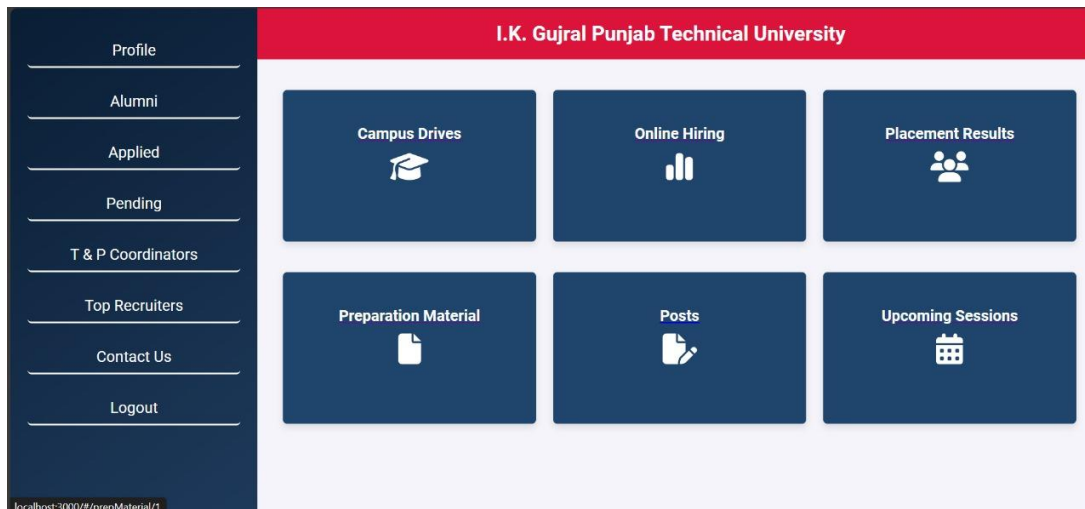 I.K. Gujral Punjab Technical University
Profile
Alumni
Applied
Pending
T & P Coordinators
Top Recruiters
Contact Us
Logout
Campus Drives
Online Hiring
Placement Results
Preparation Material
Posts
Upcoming Sessions
localhost:3000/#/prepMaterial/1